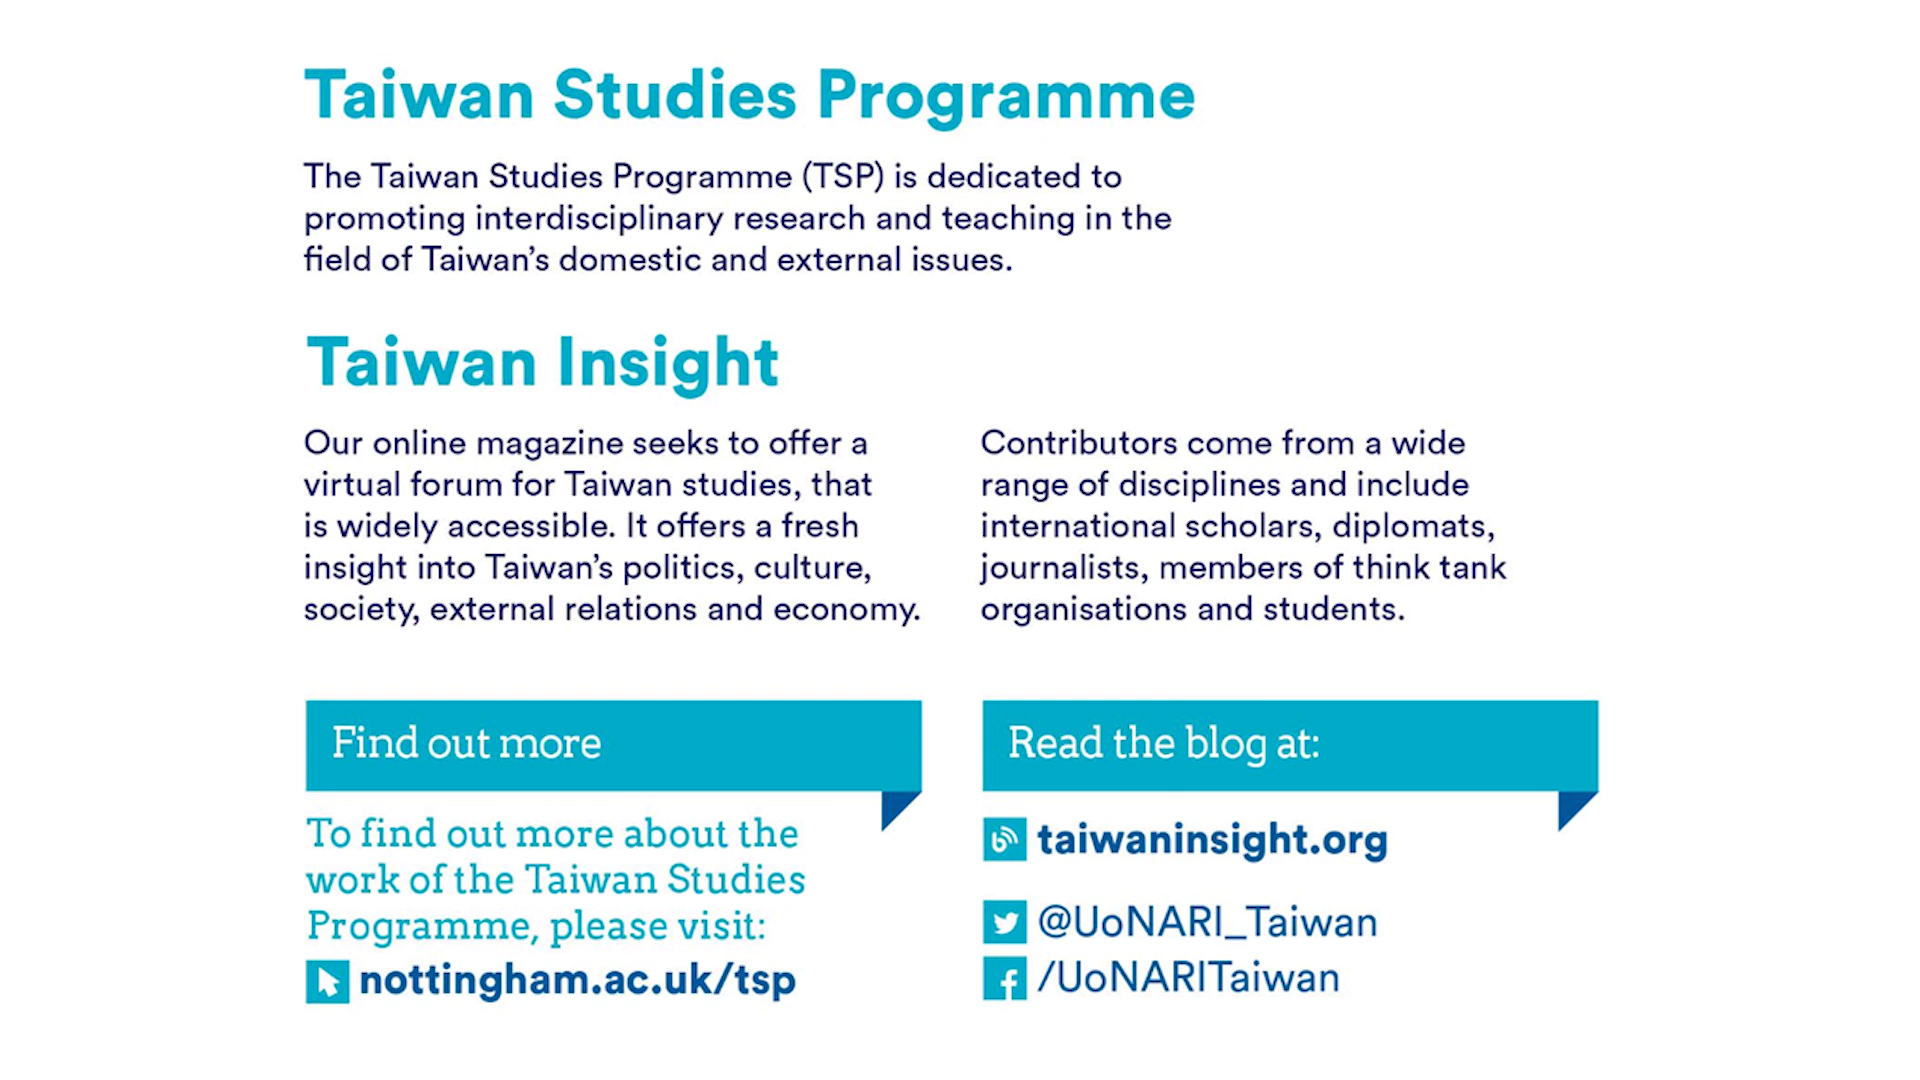 Taiwan Studies Programme
The Taiwan Studies Programme (TSP) is dedicated to
promoting interdisciplinary research and teaching in the
field of Taiwan’s domestic and external issues.
Taiwan Insight
Our online magazine seeks to offer a
virtual forum for Taiwan studies, that
is widely accessible. It offers a fresh
insight into Taiwan’s politics, culture,
society, external relations and economy.
Contributors come from a wide
range of disciplines and include
international scholars, diplomats,
journalists, members of think tank
organisations and students.
Find out more
To find out more about the
work of the Taiwan Studies
Programme, please visit:
nottingham.ac.uk/tsp
Read the blog at:
taiwaninsight.org
@UoNARI_Taiwan
/UoNARITaiwan